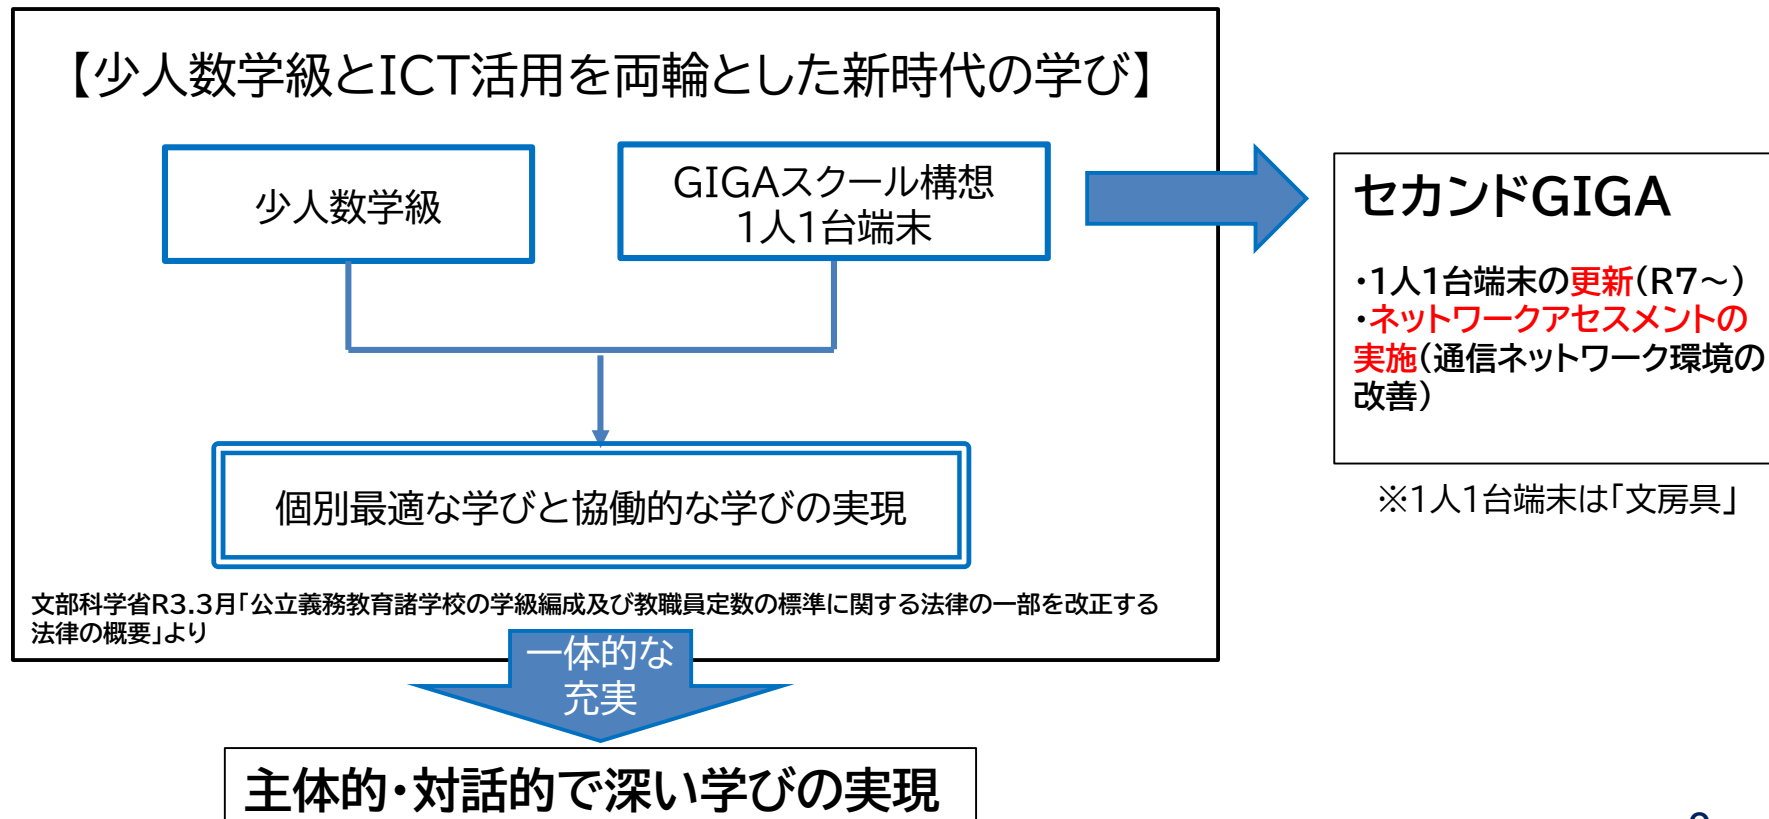 【少人数学級とICT活用を両輪とした新時代の学び】
少人数学級
GIGAスクール構想
1人1台端末
個別最適な学びと協働的な学びの実現
文部科学省R3.3月「公立義務教育諸学校の学級編成及び教職員定数の標準に関する法律の一部を改正する
法律の概要」より
一体的な
充実
主体的・対話的で深い学びの実現
セカンドGIGA
・1人1台端末の更新(R7～)
・ネットワークアセスメントの
実施(通信ネットワーク環境の
改善)
※1人1台端末は「文房具」